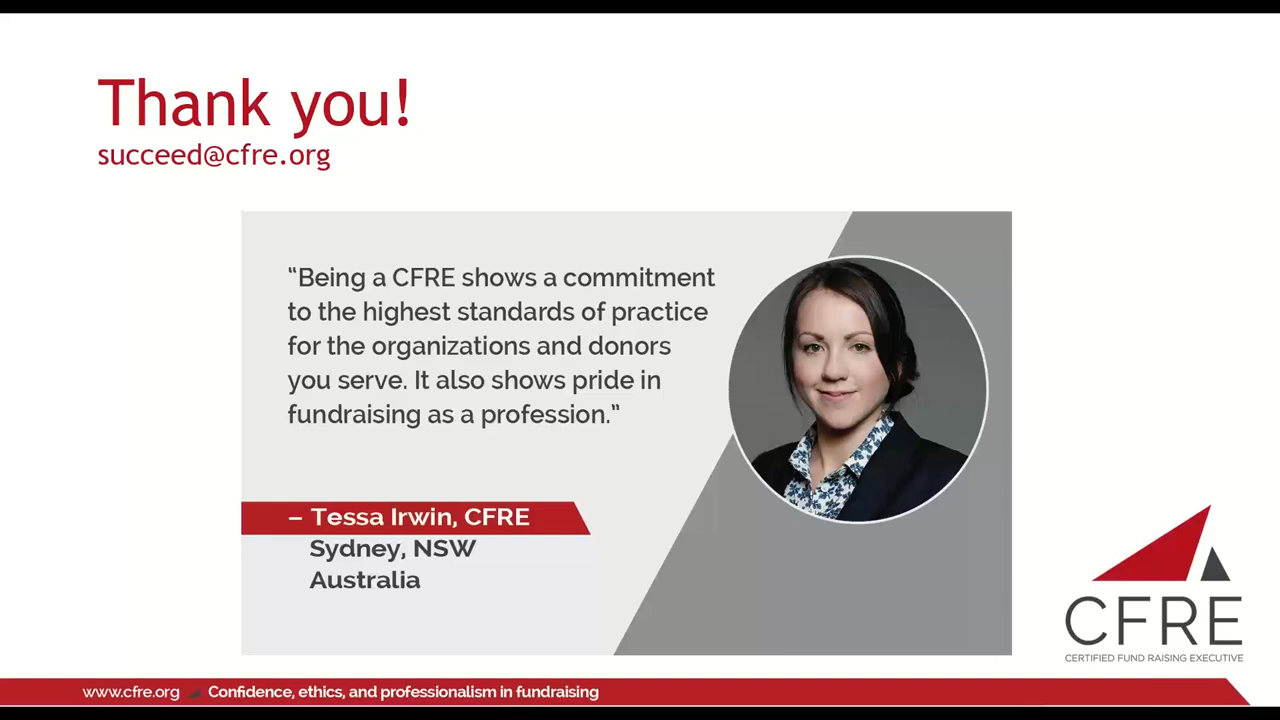 Thank you!
succeed@cfre.org
“Being a CFRE shows a commitment
to the highest standards of practice
for the organizations and donors
you serve. It also shows pride in
fundraising as a profession.”
– Tessa Irwin, CFRE
Sydney, NSW
Australia
CFRE
CERTIFIED FUND RAISING EXECUTIVE
www.cfre.org Confidence, ethics, and professionalism in fundraising